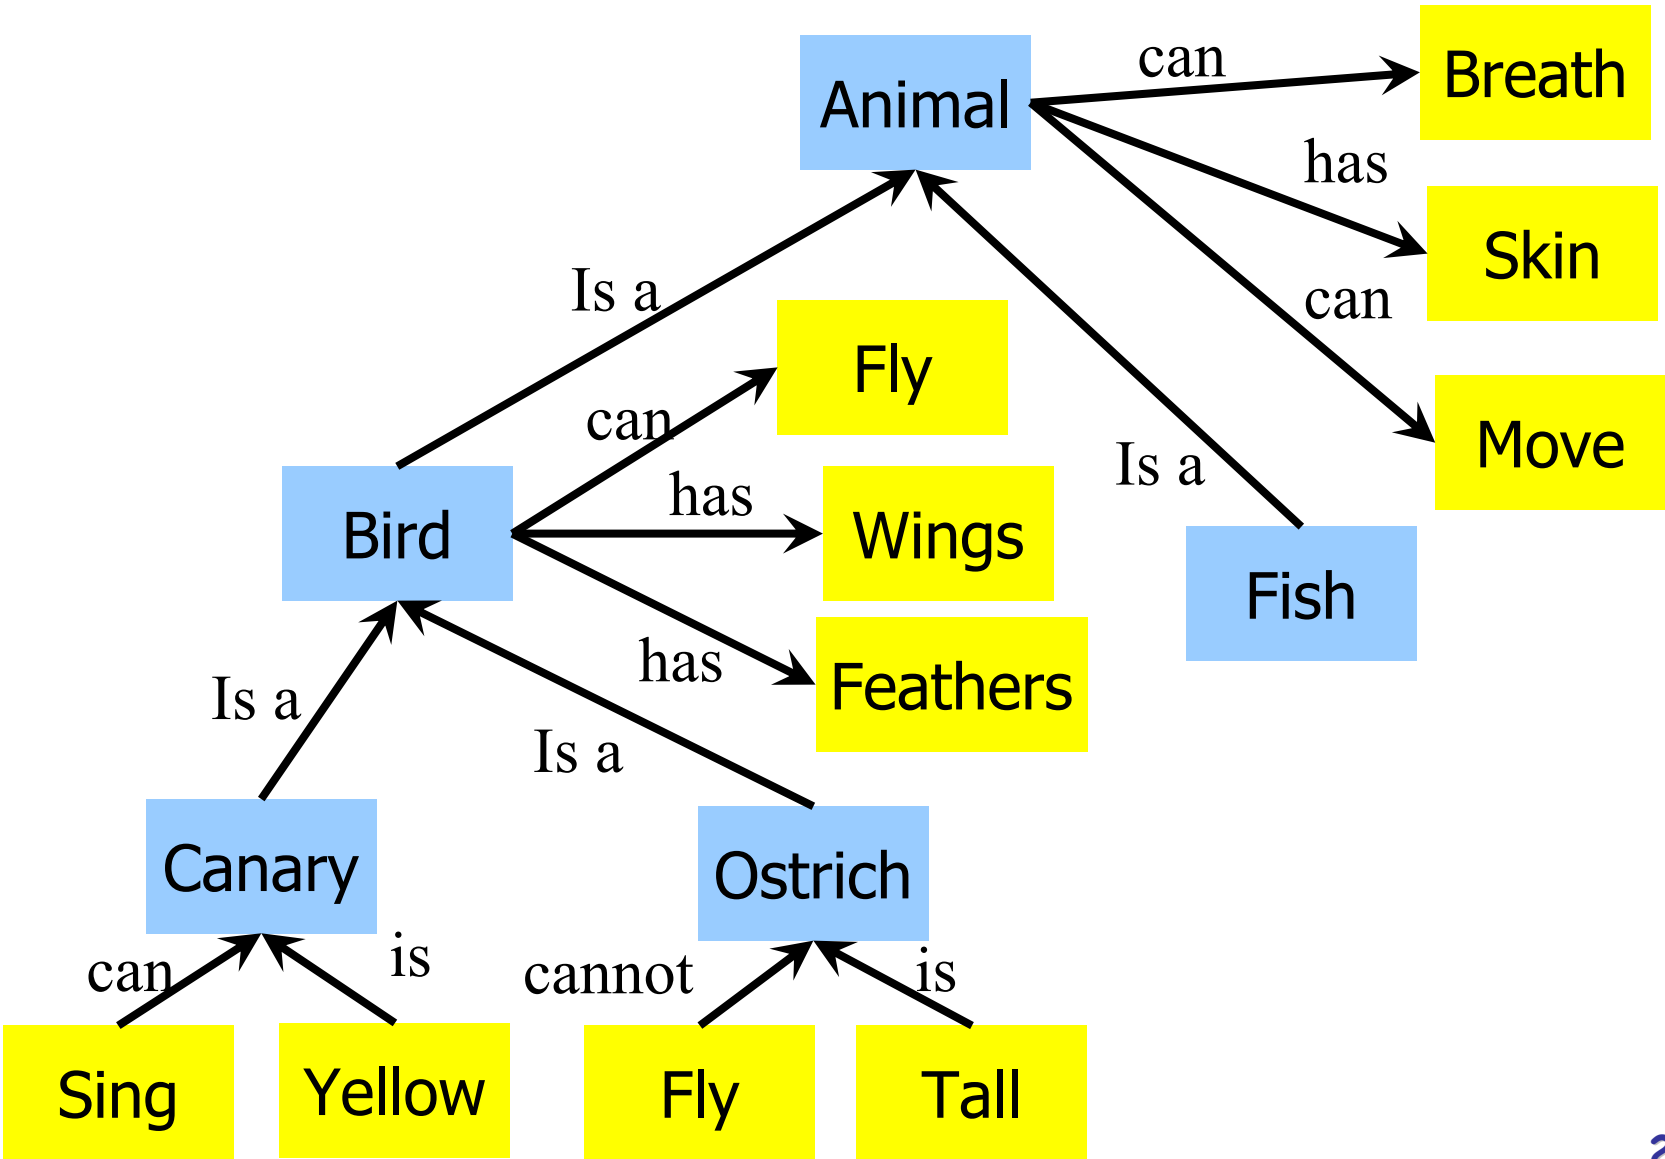 can
Breath
Animal
has
Skin
Is a
can
Fly
can
Move
Is a
has
Bird
Wings
Fish
has
Feathers
Is a
Is a
Canary
Ostrich
can
is
cannot
is
Sing
Yellow
Fly
Tall